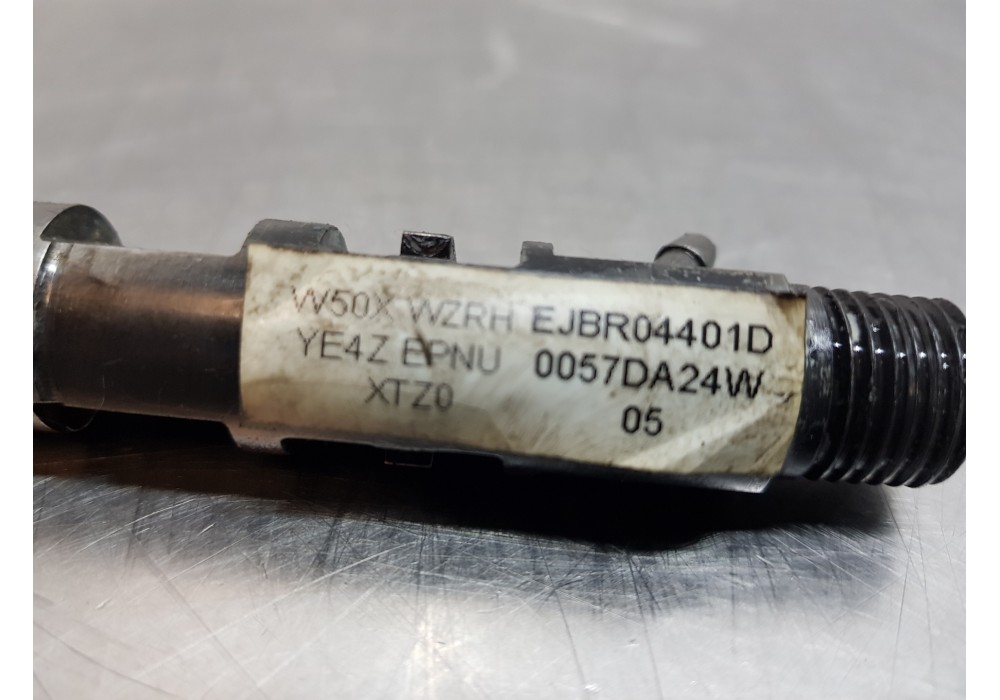 W50X WZRH EJBR04401D
YE4Z EPNU 0057DA24W
XTZ0 05